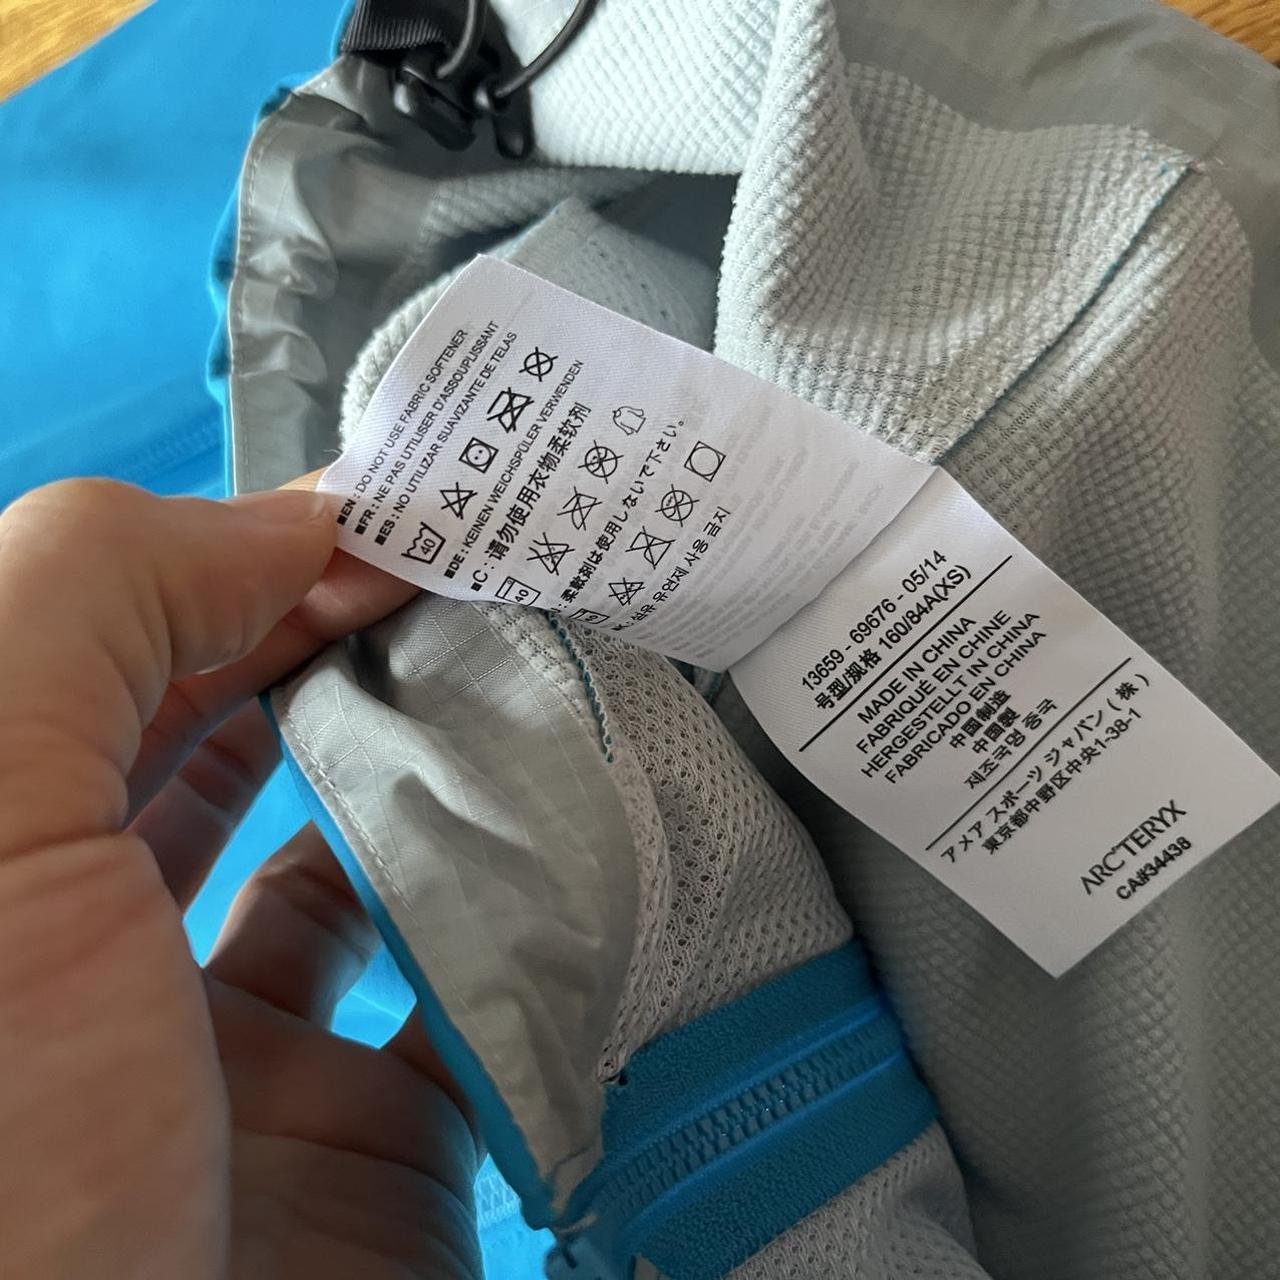 ■EN : DO NOT USE FABRIC SOFTENER
■FR : NE PAS UTILISER D'ASSOUPLISSANT
■ES : NO UTILIZAR SUAVIZANTE DE TELAS
40
■DE : KEINEN WEICHSPÜLER VERWENDEN
■C : 请勿使用衣物柔软剂
40
: 柔軟剤は使用しないで下さい。
40
■K : 섬유 유연제 사용 금지
13659 - 69676 - 05/14
号型/规格 160/84A(XS)
MADE IN CHINA
FABRIQUÉ EN CHINE
HERGESTELLT IN CHINA
FABRICADO EN CHINA
中国制造
中国製
제조국명 중국
アメア スポーツ ジャパン ( 株 )
東京都中野区中央1-38-1
ARC'TERYX
CA#34438